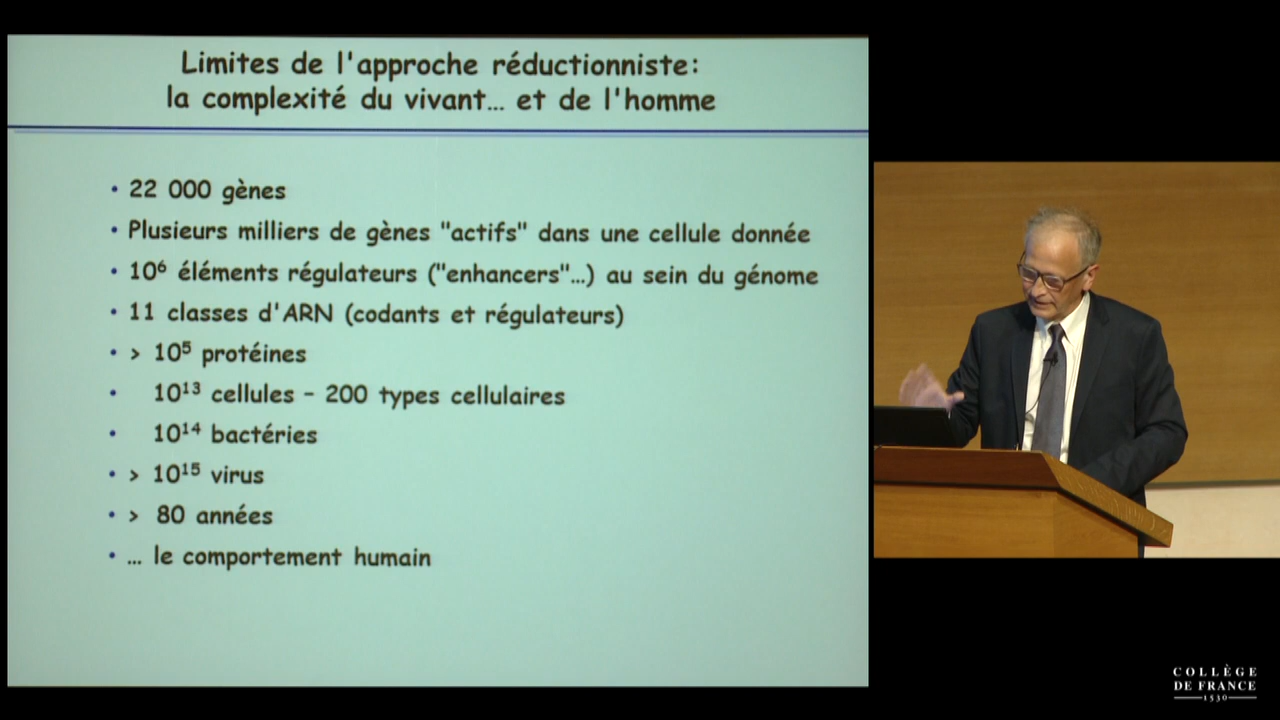 Limites de l'approche réductionniste:
la complexité du vivant... et de l'homme
• 22 000 gènes
• Plusieurs milliers de gènes "actifs" dans une cellule donnée
• 10⁶ éléments régulateurs ("enhancers"...) au sein du génome
• 11 classes d'ARN (codants et régulateurs)
• > 10⁵ protéines
• 10¹³ cellules – 200 types cellulaires
• 10¹⁴ bactéries
• > 10¹⁵ virus
• > 80 années
• ... le comportement humain
COLLÈGE
DE FRANCE
1530